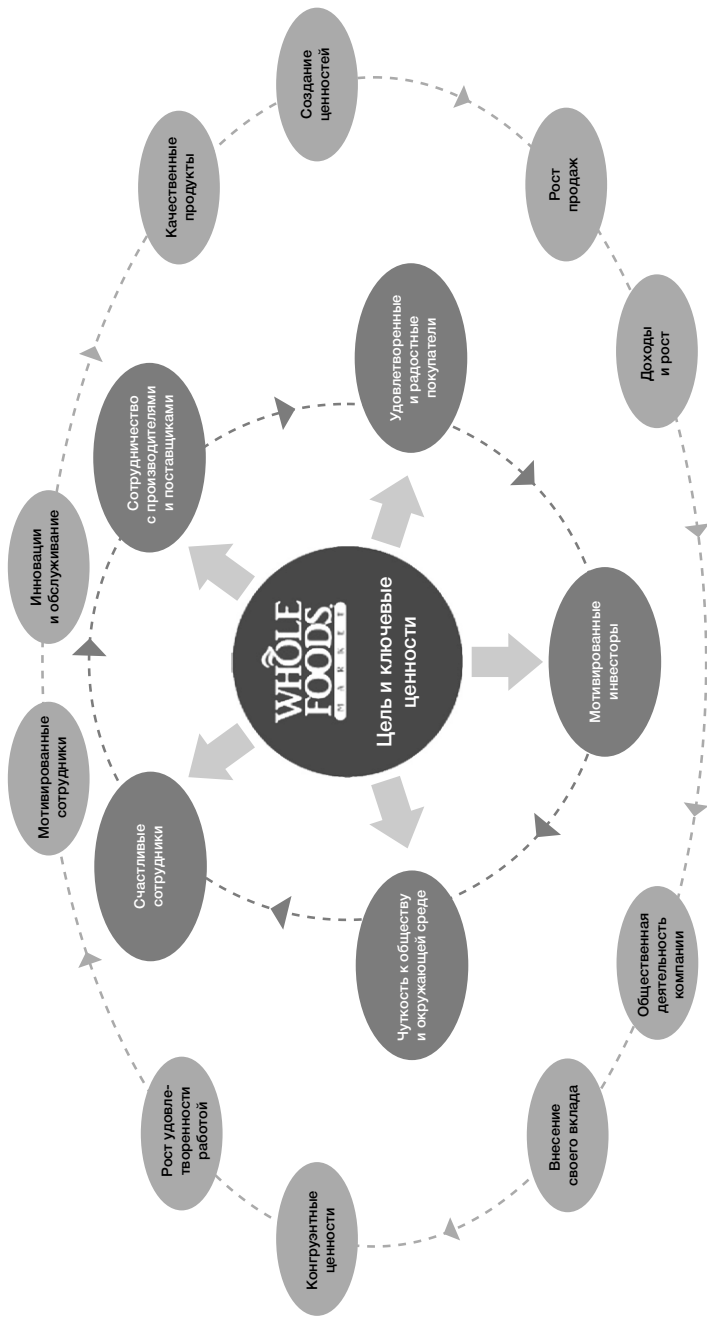 Мотивированные
сотрудники
Инновации
и обслуживание
Рост удовле-
творенности
работой
Счастливые
сотрудники
Сотрудничество
с производителями
и поставщиками
Качественные
продукты
Конгруэнтные
ценности
WHOLE
FOODS
MARKET
Цель и ключевые
ценности
Создание
ценностей
Чуткость к обществу
и окружающей среде
Удовлетворенные
и радостные
покупатели
Внесение
своего вклада
Мотивированные
инвесторы
Рост
продаж
Общественная
деятельность
компании
Доходы
и рост